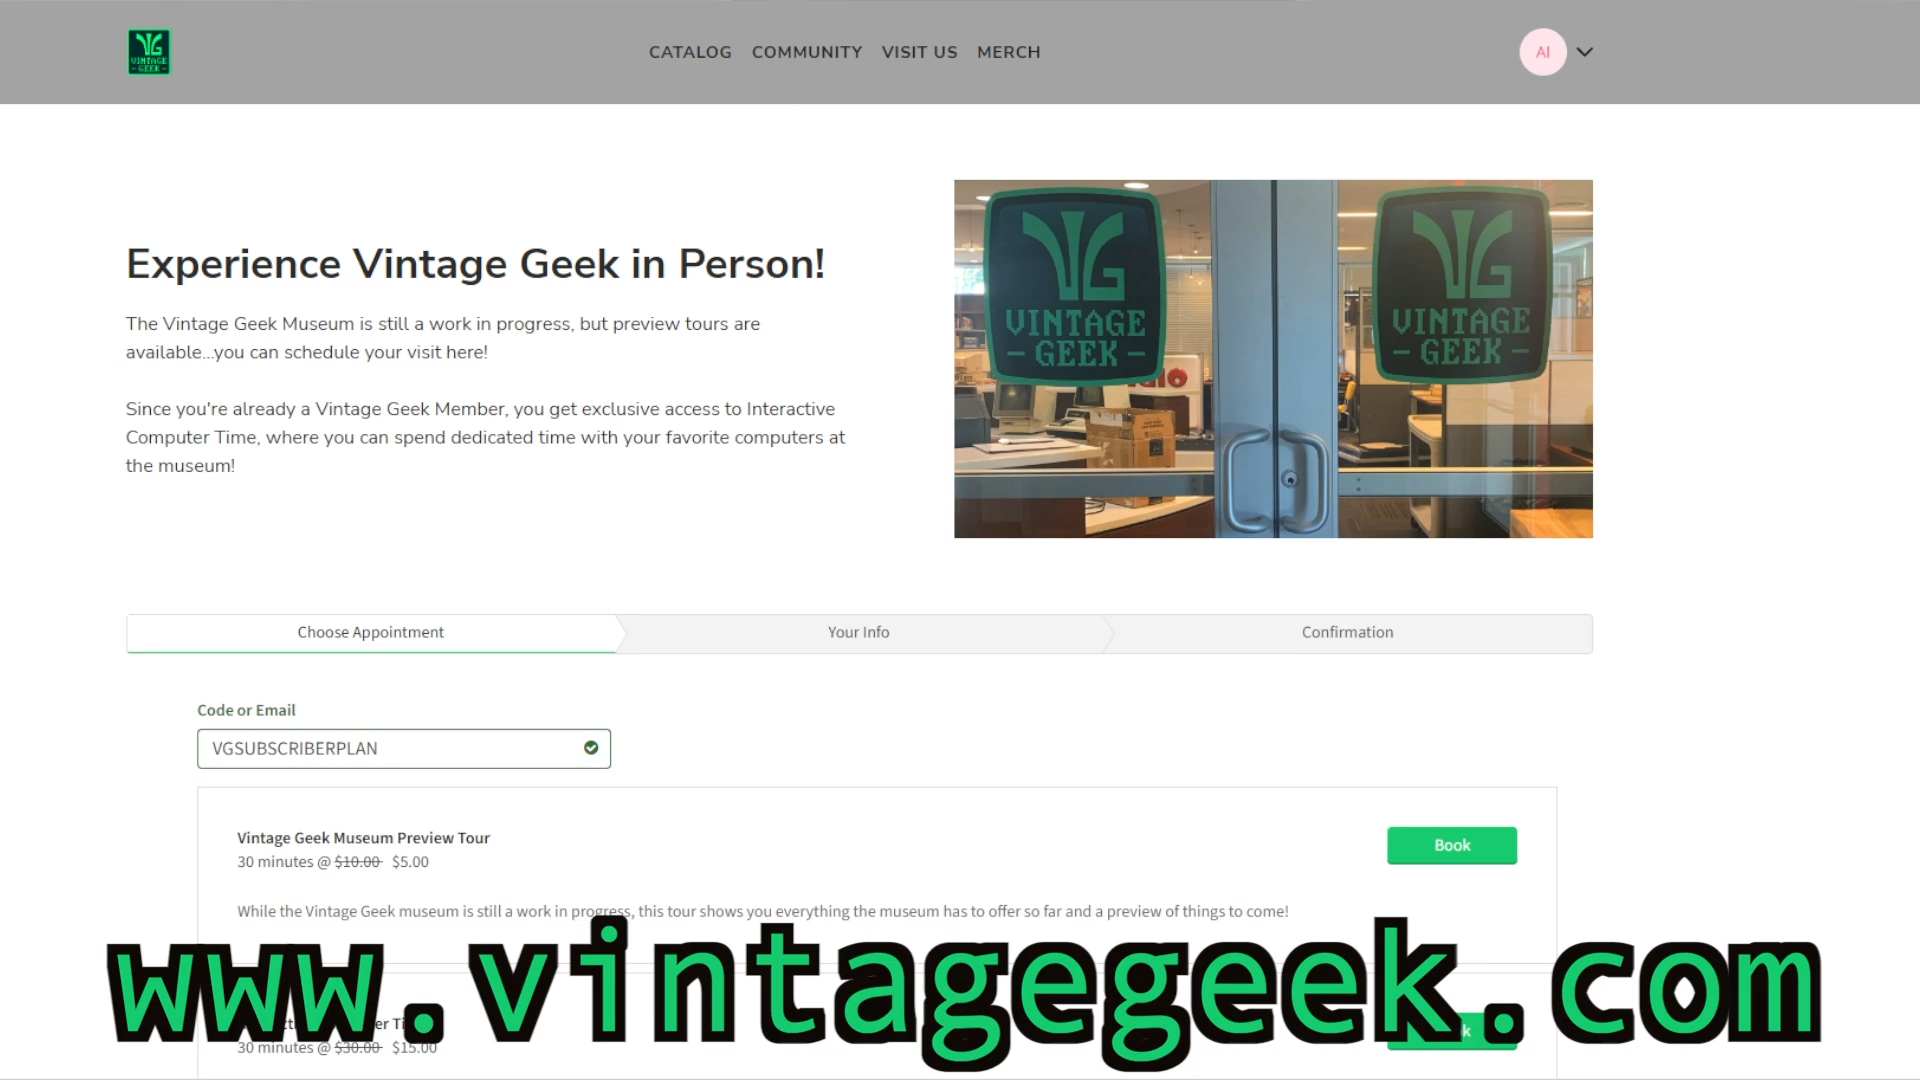 VG
VINTAGE
- GEEK -
CATALOG COMMUNITY VISIT US MERCH
AI
Experience Vintage Geek in Person!
The Vintage Geek Museum is still a work in progress, but preview tours are
available...you can schedule your visit here!
Since you're already a Vintage Geek Member, you get exclusive access to Interactive
Computer Time, where you can spend dedicated time with your favorite computers at
the museum!
VG
VINTAGE
- GEEK -
VG
VINTAGE
- GEEK -
Choose Appointment
Your Info
Confirmation
Code or Email
VGSUBSCRIBERPLAN
Vintage Geek Museum Preview Tour
Book
30 minutes @ $10.00 $5.00
While the Vintage Geek museum is still a work in progress, this tour shows you everything the museum has to offer so far and a preview of things to come!
www.vintagegeek.com
30 minutes @ $30.00 $15.00